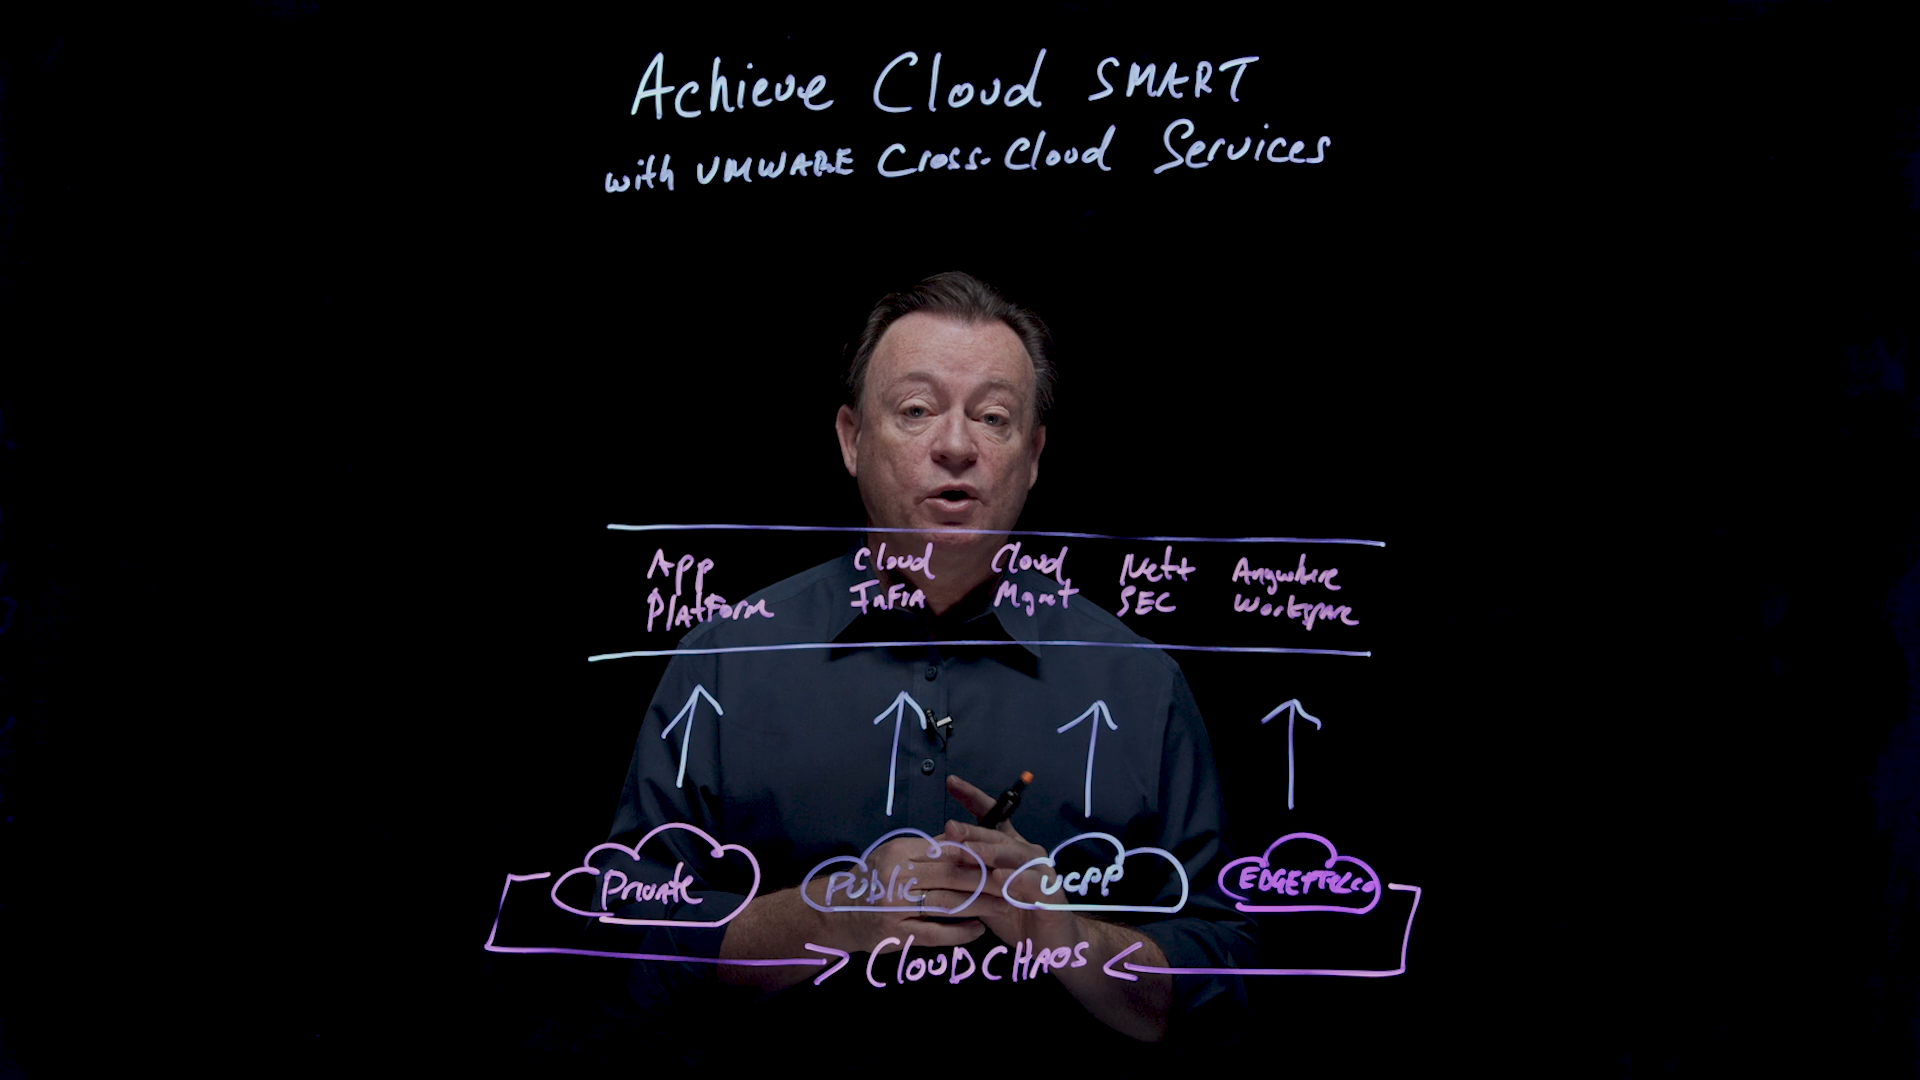 Achieve Cloud SMART
with VMWARE Cross-Cloud Services
App Platform
Cloud InFrA
Cloud Mgmt
Net+ SEC
Anywhere Workspace
Private
Public
VCPP
EDGE+TELCO
CLOUD CHAOS